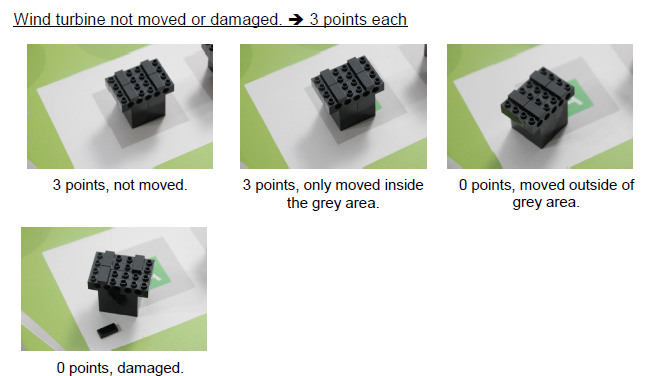 Wind turbine not moved or damaged. ➔ 3 points each
3 points, not moved.
3 points, only moved inside
the grey area.
0 points, moved outside of
grey area.
0 points, damaged.